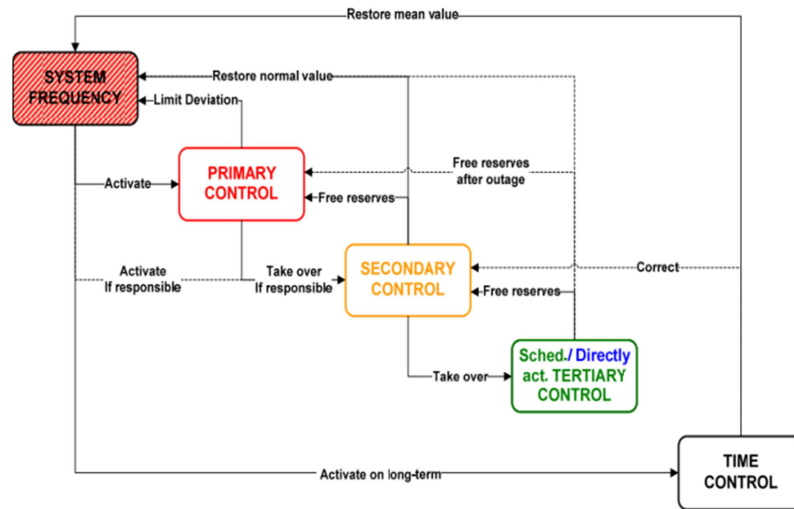 Restore mean value
SYSTEM
FREQUENCY
Restore normal value
Limit Deviation
PRIMARY
CONTROL
Activate
Free reserves
after outage
Free reserves
Activate
If responsible
Take over
If responsible
SECONDARY
CONTROL
Correct
Free reserves
Sched./ Directly
act. TERTIARY
CONTROL
Take over
Activate on long-term
TIME
CONTROL